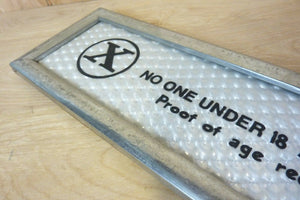 X
NO ONE UNDER 18
Proof of age